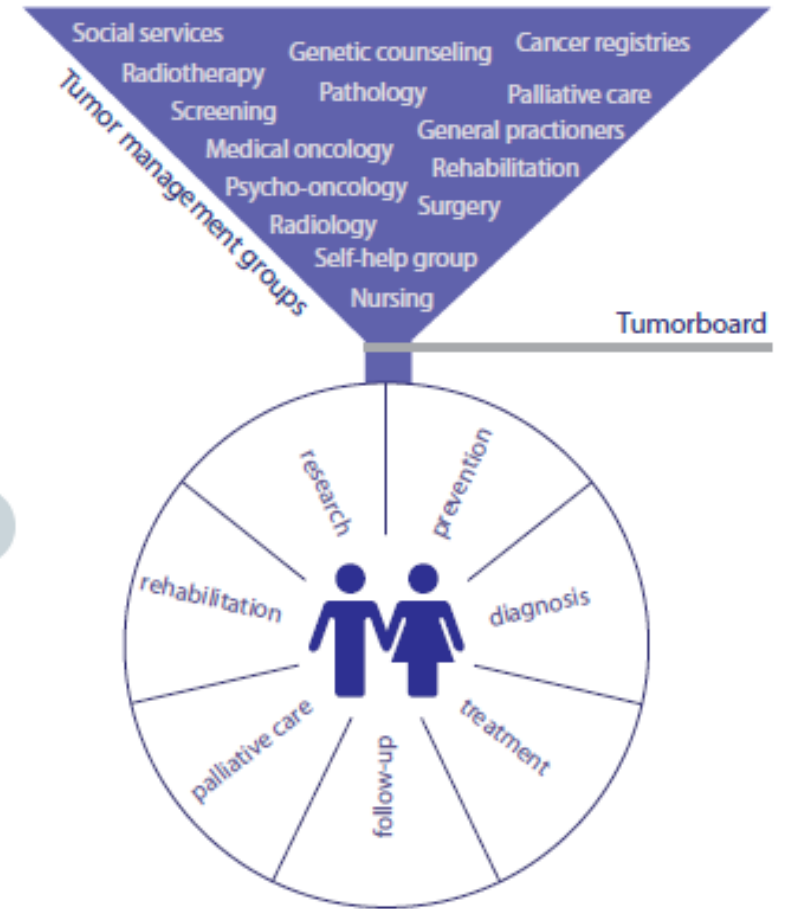 Social services
Genetic counseling
Cancer registries
Radiotherapy
Pathology
Palliative care
Screening
General practioners
Medical oncology
Rehabilitation
Psycho-oncology
Surgery
Radiology
Self-help group
Nursing
Tumor management groups
Tumorboard
research
prevention
rehabilitation
diagnosis
palliative care
treatment
follow-up